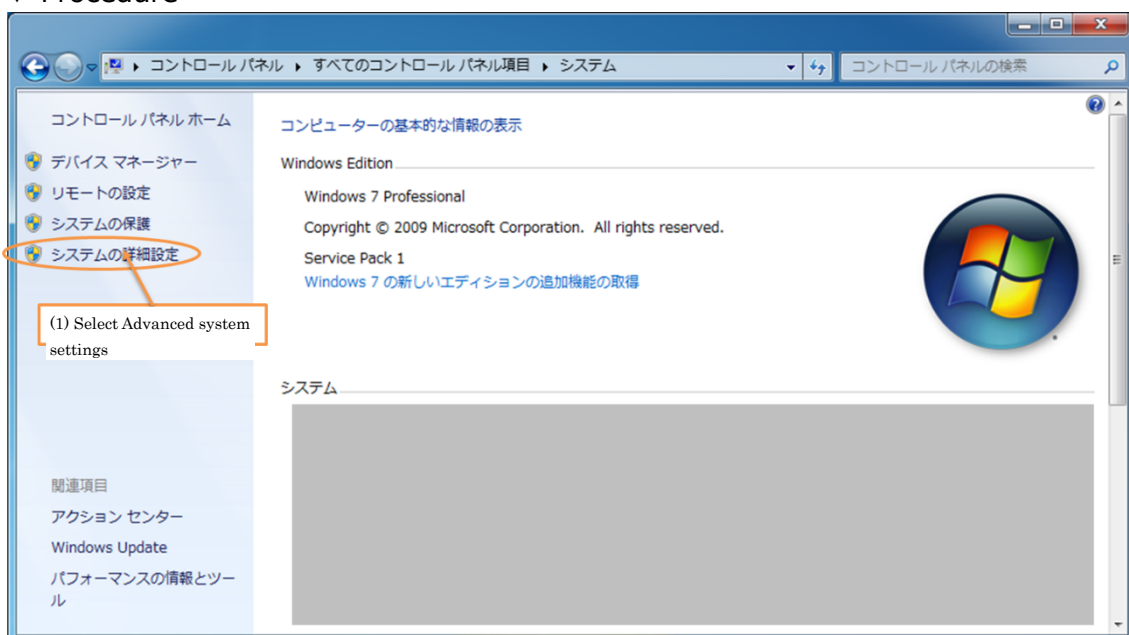 Procedure
コントロール パネル ▸ すべてのコントロール パネル項目 ▸ システム
コントロール パネルの検索
コントロール パネル ホーム
デバイス マネージャー
リモートの設定
システムの保護
システムの詳細設定
(1) Select Advanced system
settings
関連項目
アクション センター
Windows Update
パフォーマンスの情報とツー
ル
コンピューターの基本的な情報の表示
Windows Edition
Windows 7 Professional
Copyright © 2009 Microsoft Corporation. All rights reserved.
Service Pack 1
Windows 7 の新しいエディションの追加機能の取得
システム